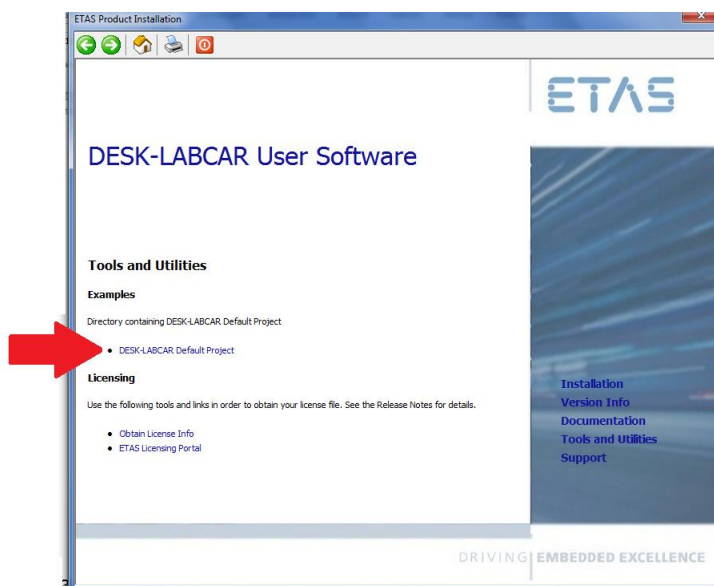 ETAS Product Installation
ETAS
DESK-LABCAR User Software
Tools and Utilities
Examples
Directory containing DESK-LABCAR Default Project
DESK-LABCAR Default Project
Licensing
Use the following tools and links in order to obtain your license file. See the Release Notes for details.
Obtain License Info
ETAS Licensing Portal
Installation
Version Info
Documentation
Tools and Utilities
Support
DRIVING EMBEDDED EXCELLENCE